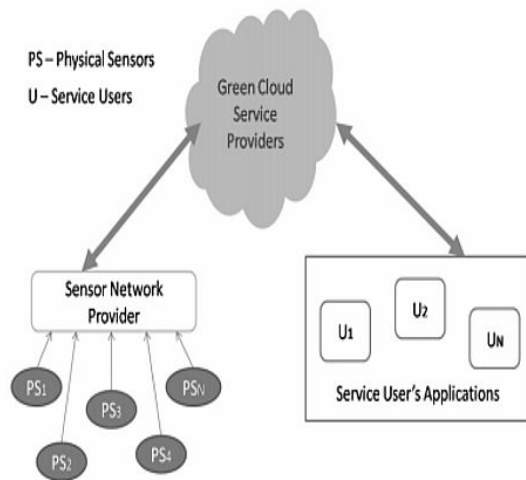 PS – Physical Sensors
U – Service Users
Green Cloud
Service
Providers
Sensor Network
Provider
PS1
PS2
PS3
PS4
PSN
U1
U2
UN
Service User's Applications